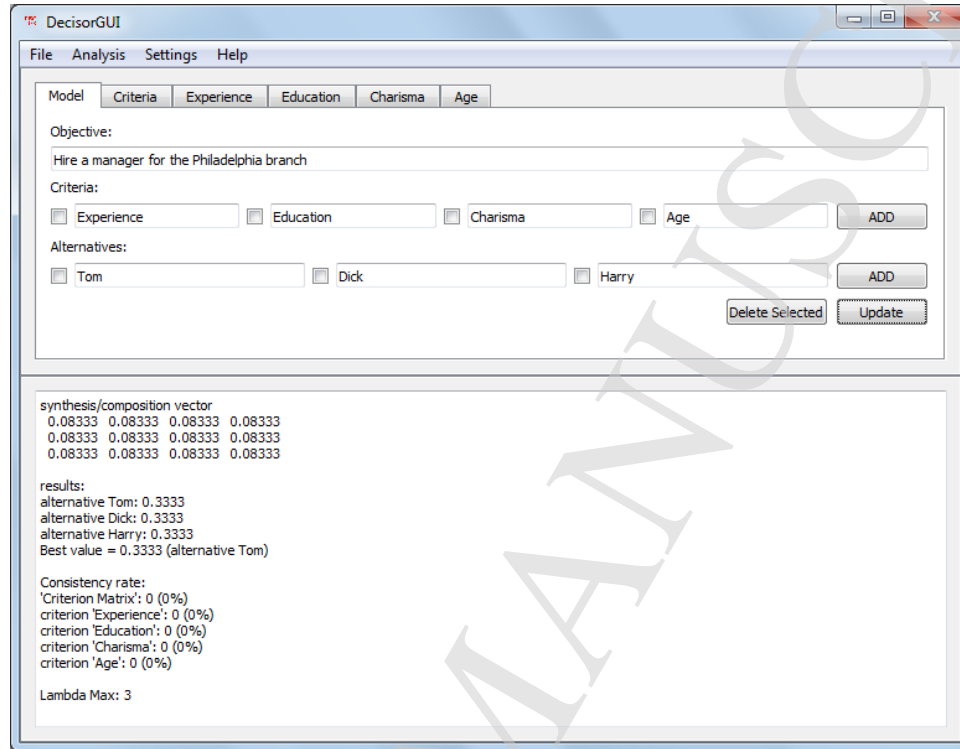 DecisorGUI
File Analysis Settings Help
Model Criteria Experience Education Charisma Age
Objective:
Hire a manager for the Philadelphia branch
Criteria:
Experience Education Charisma Age ADD
Alternatives:
Tom Dick Harry ADD
Delete Selected Update
synthesis/composition vector
0.08333 0.08333 0.08333 0.08333
0.08333 0.08333 0.08333 0.08333
0.08333 0.08333 0.08333 0.08333
results:
alternative Tom: 0.3333
alternative Dick: 0.3333
alternative Harry: 0.3333
Best value = 0.3333 (alternative Tom)
Consistency rate:
'Criterion Matrix': 0 (0%)
criterion 'Experience': 0 (0%)
criterion 'Education': 0 (0%)
criterion 'Charisma': 0 (0%)
criterion 'Age': 0 (0%)
Lambda Max: 3
MANUSC